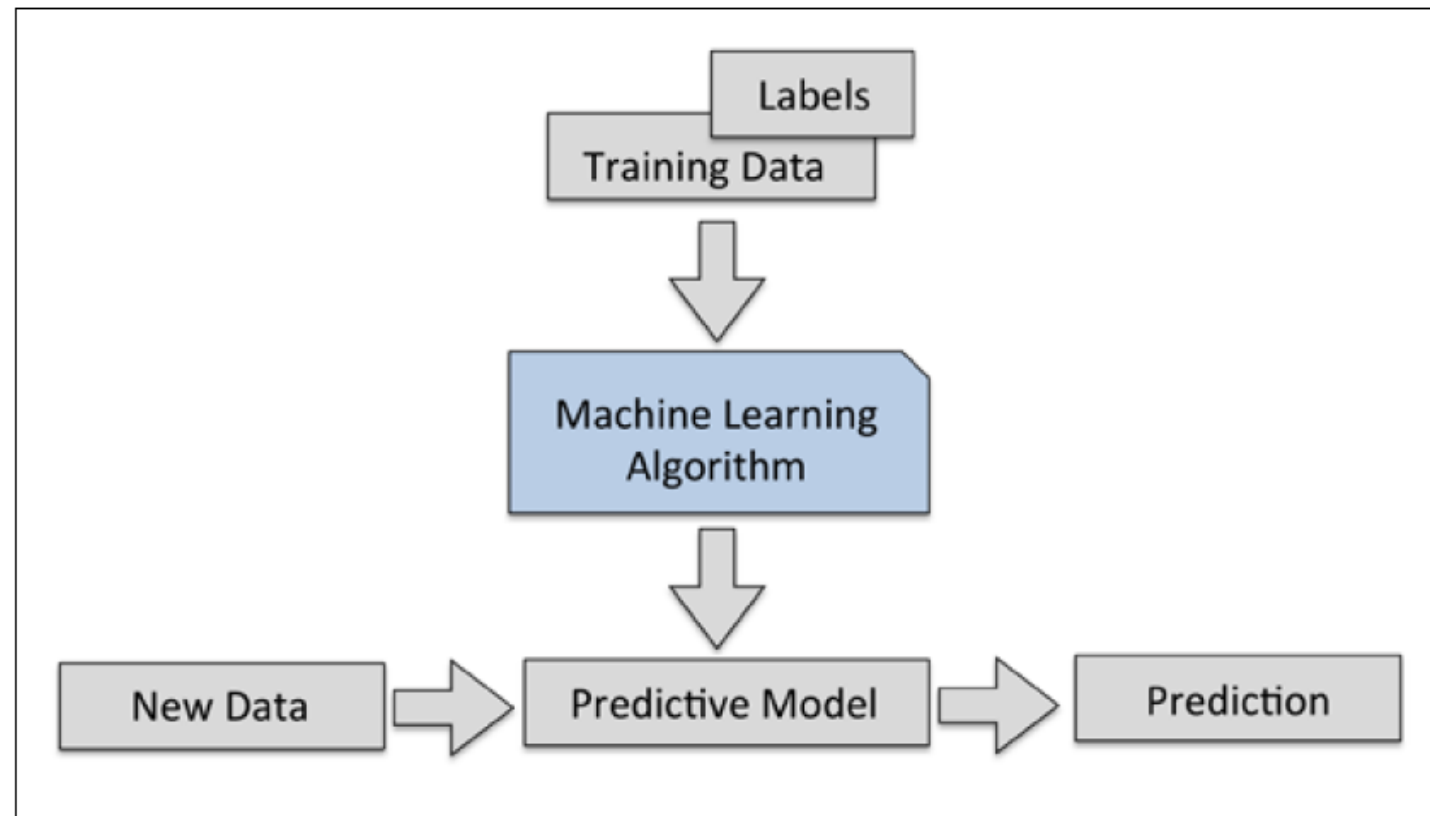 Labels
Training Data
Machine Learning
Algorithm
New Data
Predictive Model
Prediction